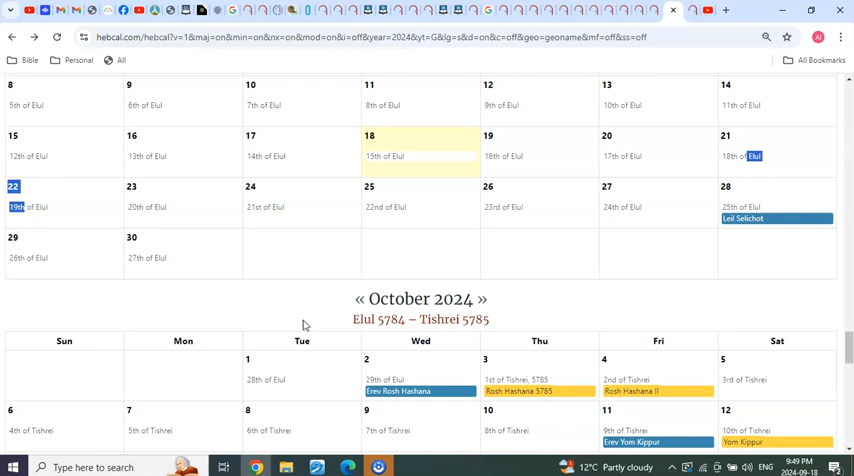 hebcal.com/hebcal?v=1&maj=on&min=on&nx=on&mod=on&i=off&year=2024&yt=G&lg=s&d=on&c=off&geo=geoname&mf=off&ss=off
Bible Personal All All Bookmarks
8 9 10 11 12 13 14
5th of Elul 6th of Elul 7th of Elul 8th of Elul 9th of Elul 10th of Elul 11th of Elul
15 16 17 18 19 20 21
12th of Elul 13th of Elul 14th of Elul 15th of Elul 16th of Elul 17th of Elul 18th of Elul
22 23 24 25 26 27 28
19th of Elul 20th of Elul 21st of Elul 22nd of Elul 23rd of Elul 24th of Elul 25th of Elul
Leil Selichot
29 30
26th of Elul 27th of Elul
« October 2024 »
Elul 5784 – Tishrei 5785
Sun Mon Tue Wed Thu Fri Sat
1 2 3 4 5
28th of Elul 29th of Elul 1st of Tishrei, 5785 2nd of Tishrei 3rd of Tishrei
Erev Rosh Hashana Rosh Hashana 5785 Rosh Hashana II
6 7 8 9 10 11 12
4th of Tishrei 5th of Tishrei 6th of Tishrei 7th of Tishrei 8th of Tishrei 9th of Tishrei 10th of Tishrei
Erev Yom Kippur Yom Kippur
Type here to search 12°C Partly cloudy ENG 9:49 PM
2024-09-18